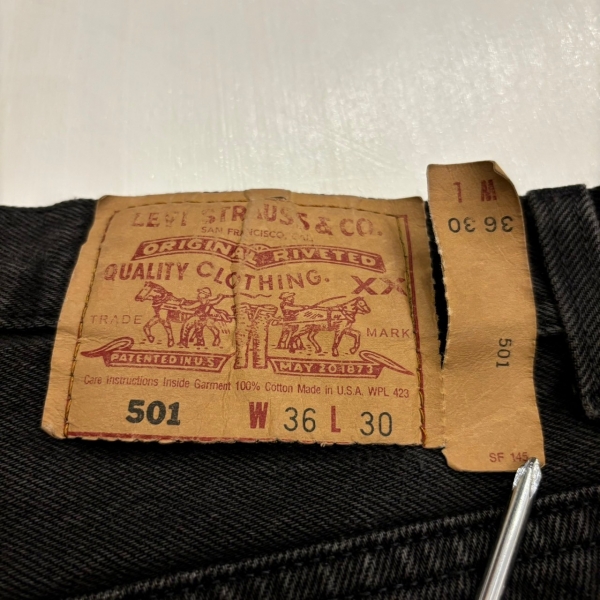 LEVI STRAUSS & CO.
SAN FRANCISCO, CAL.
ORIGINAL RIVETED
QUALITY CLOTHING.
XX
TRADE MARK
PATENTED IN U.S. MAY 20 1873
Care Instructions Inside Garment 100% Cotton Made in U.S.A. WPL 423
501 W 36 L 30
W L
36 30
501
SF 145